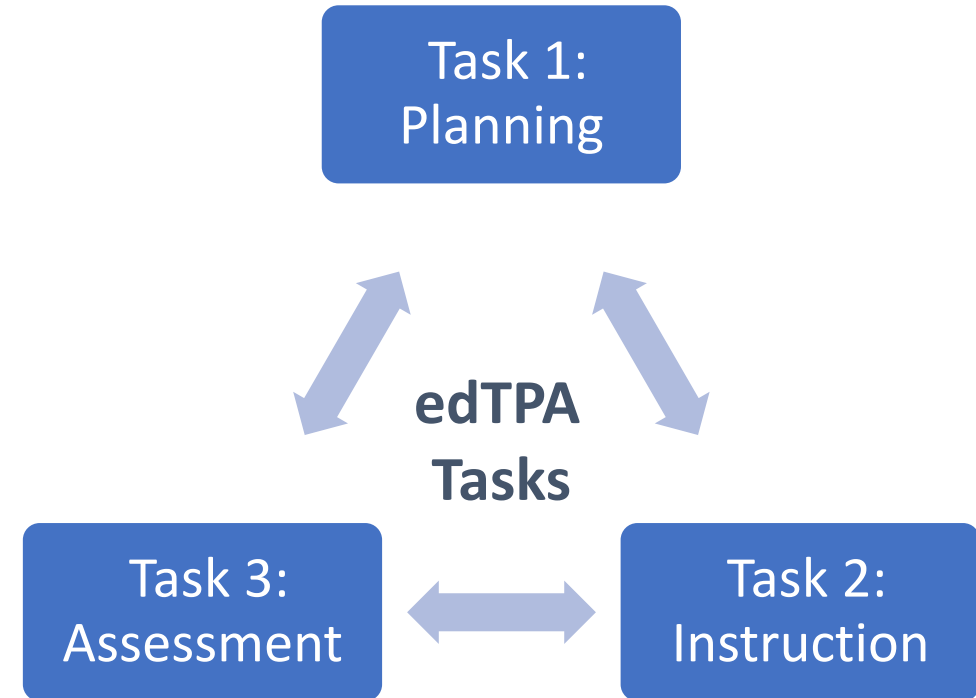 Task 1:
Planning
edTPA
Tasks
Task 3:
Assessment
Task 2:
Instruction